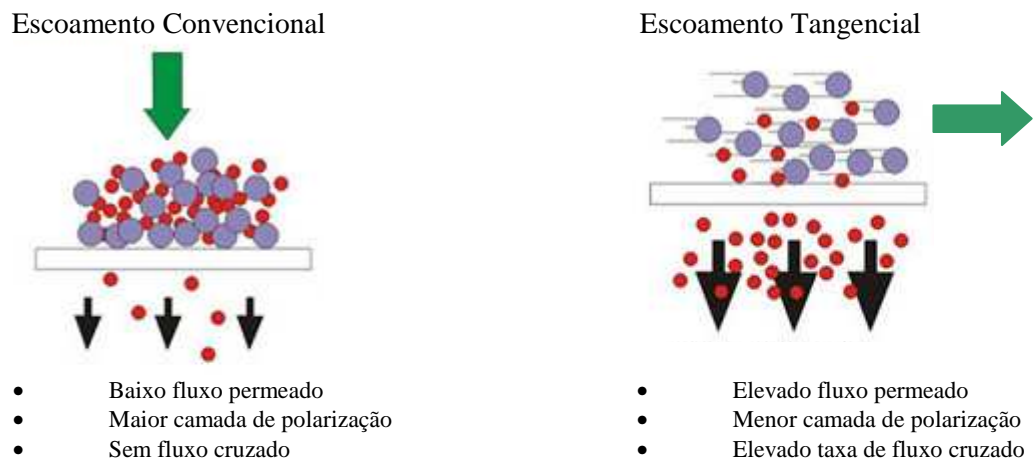 Escoamento Convencional
Escoamento Tangencial
• Baixo fluxo permeado
• Maior camada de polarização
• Sem fluxo cruzado
• Elevado fluxo permeado
• Menor camada de polarização
• Elevado taxa de fluxo cruzado